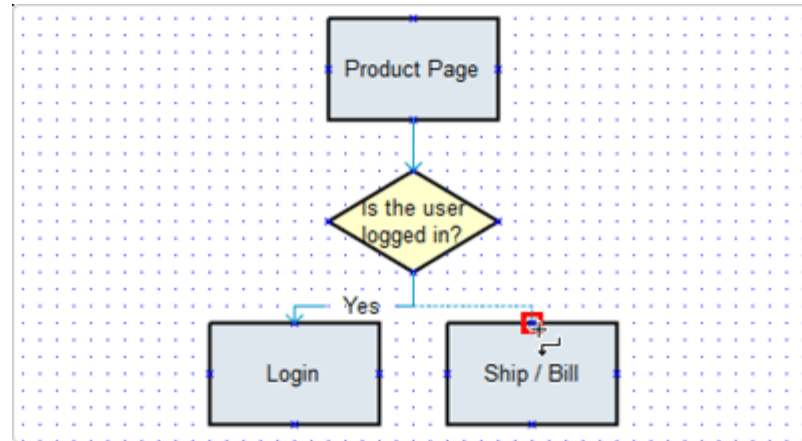 Product Page
Is the user
logged in?
Yes
Login
Ship / Bill